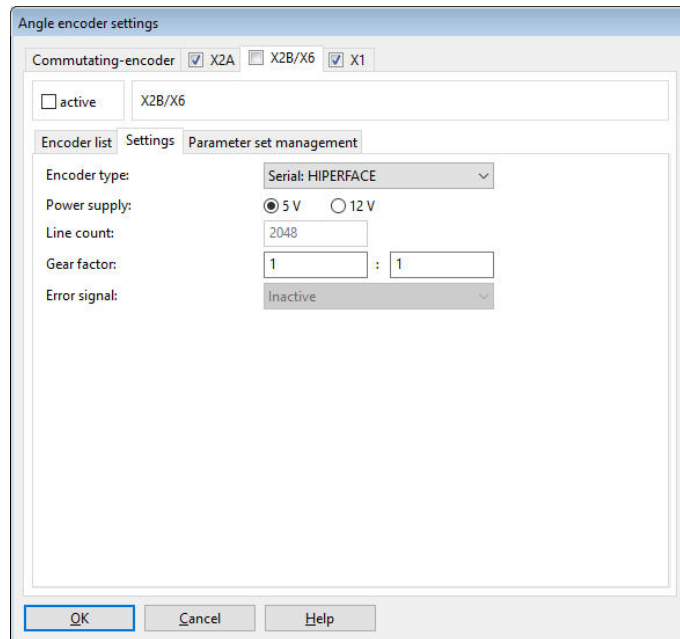 Angle encoder settings
Commutating-encoder X2A X2B/X6 X1
active X2B/X6
Encoder list Settings Parameter set management
Encoder type: Serial: HIPERFACE
Power supply: 5 V 12 V
Line count: 2048
Gear factor: 1 : 1
Error signal: Inactive
OK Cancel Help